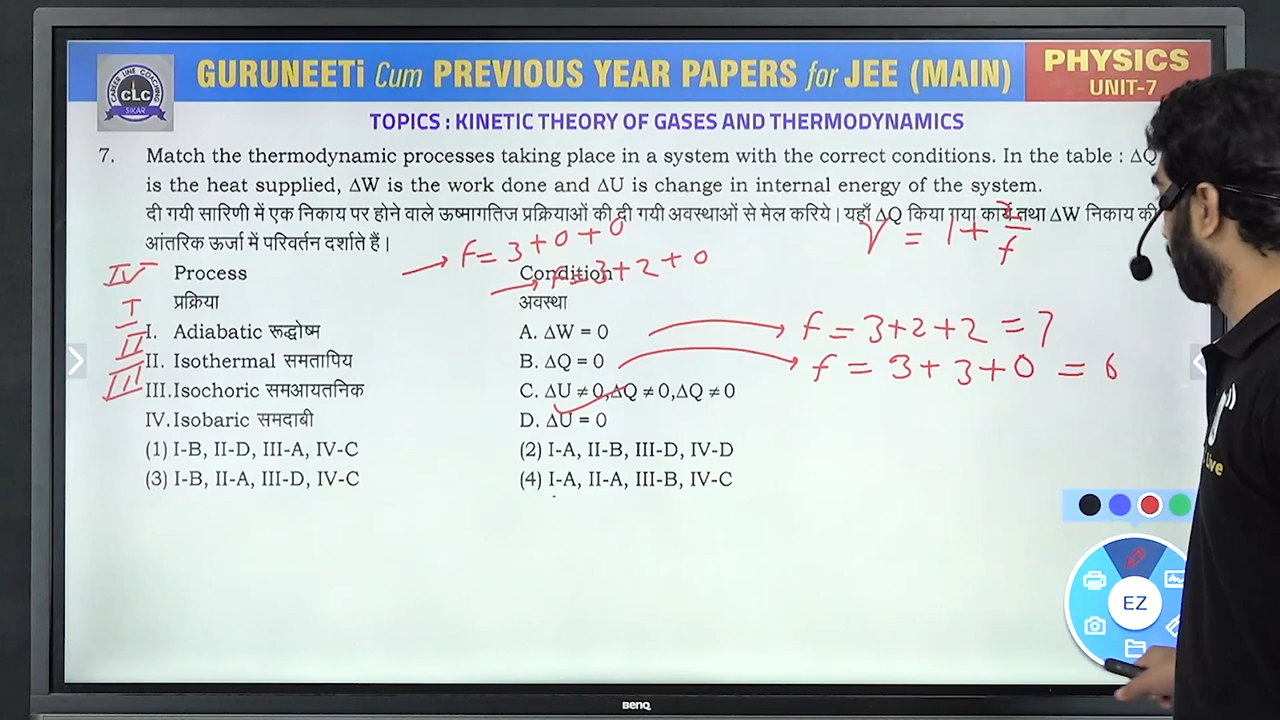 GURUNEETi Cum PREVIOUS YEAR PAPERS for JEE (MAIN)
PHYSICS
UNIT-7
CAREER LINE COACHING
CLC
SIKAR
TOPICS : KINETIC THEORY OF GASES AND THERMODYNAMICS
7. Match the thermodynamic processes taking place in a system with the correct conditions. In the table : ΔQ
is the heat supplied, ΔW is the work done and ΔU is change in internal energy of the system.
दी गयी सारिणी में एक निकाय पर होने वाले ऊष्मागतिज प्रक्रियाओं की दी गयी अवस्थाओं से मेल करिये। यहाँ ΔQ किया गया कार्य तथा ΔW निकाय की
आंतरिक ऊर्जा में परिवर्तन दर्शाते हैं।
γ = 1 + 2/f
f = 3 + 0 + 0
f = 3 + 2 + 0
IV Process Condition
I प्रक्रिया अवस्था
I. Adiabatic रूद्धोष्म A. ΔW = 0
f = 3 + 2 + 2 = 7
II
II. Isothermal समतापिय B. ΔQ = 0
f = 3 + 3 + 0 = 6
III
III. Isochoric समआयतनिक C. ΔU ≠ 0, ΔQ ≠ 0, ΔQ ≠ 0
IV. Isobaric समदाबी D. ΔU = 0
(1) I-B, II-D, III-A, IV-C (2) I-A, II-B, III-D, IV-D
(3) I-B, II-A, III-D, IV-C (4) I-A, II-A, III-B, IV-C
EZ
Live
BenQ